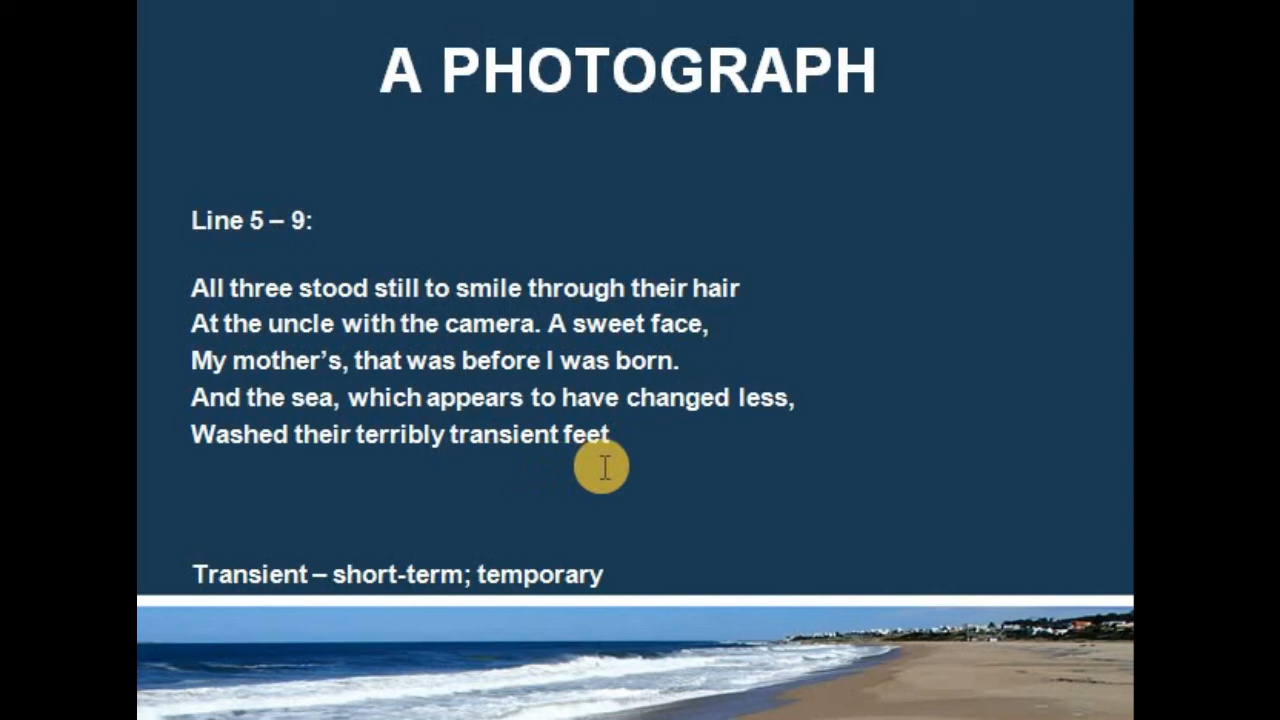 A PHOTOGRAPH
Line 5 – 9:
All three stood still to smile through their hair
At the uncle with the camera. A sweet face,
My mother’s, that was before I was born.
And the sea, which appears to have changed less,
Washed their terribly transient feet
Transient – short-term; temporary